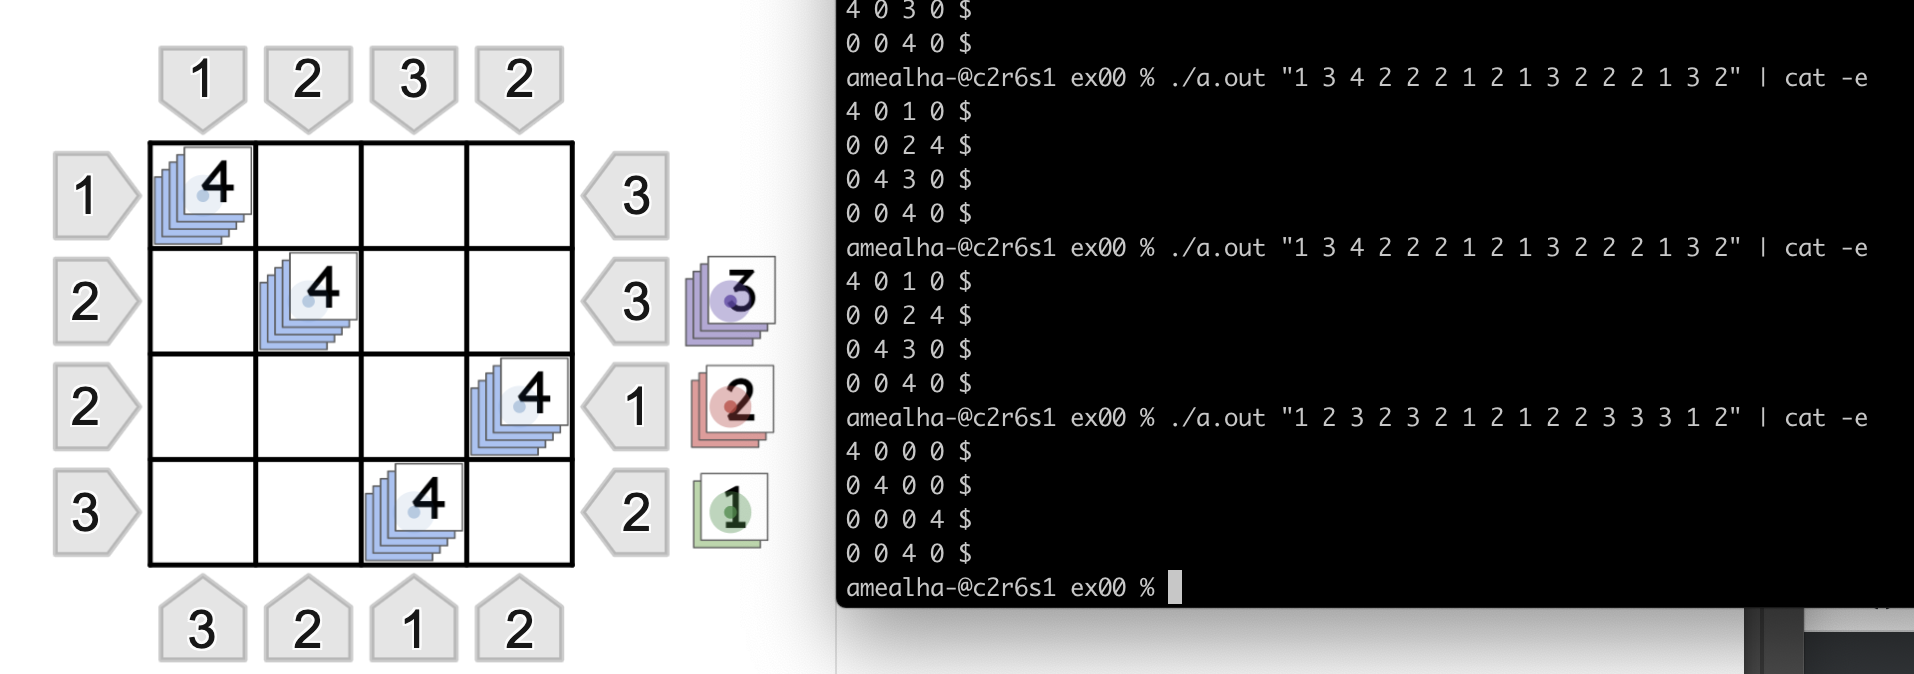 1 2 3 2
1 4 3
2 4 3 3
2 4 1 2
3 4 2 1
3 2 1 2
4 0 3 0 $
0 0 4 0 $
amealha-@c2r6s1 ex00 % ./a.out "1 3 4 2 2 2 1 2 1 3 2 2 2 1 3 2" | cat -e
4 0 1 0 $
0 0 2 4 $
0 4 3 0 $
0 0 4 0 $
amealha-@c2r6s1 ex00 % ./a.out "1 3 4 2 2 2 1 2 1 3 2 2 2 1 3 2" | cat -e
4 0 1 0 $
0 0 2 4 $
0 4 3 0 $
0 0 4 0 $
amealha-@c2r6s1 ex00 % ./a.out "1 2 3 2 3 2 1 2 1 2 2 3 3 3 1 2" | cat -e
4 0 0 0 $
0 4 0 0 $
0 0 0 4 $
0 0 4 0 $
amealha-@c2r6s1 ex00 %